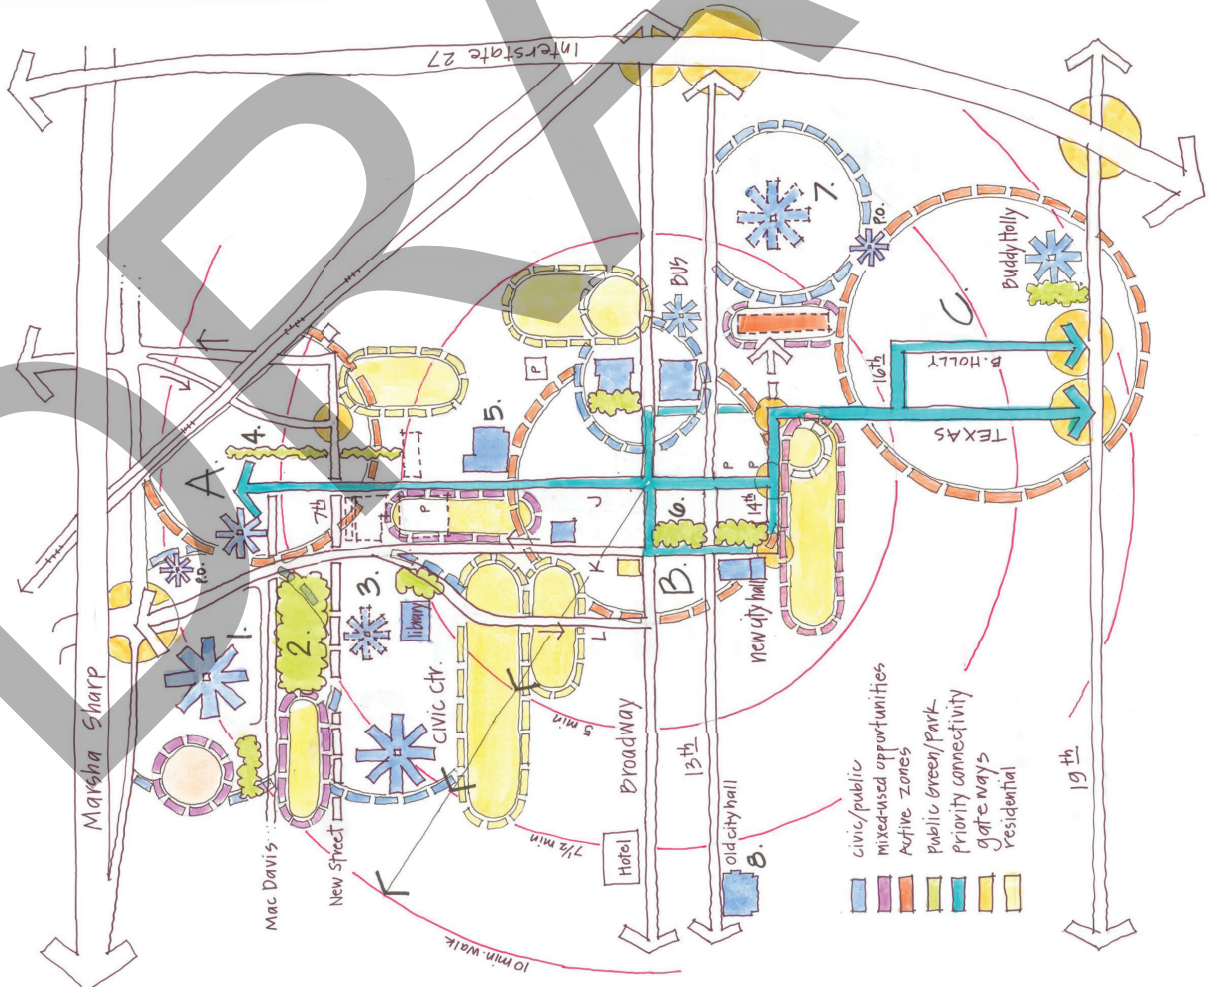 DRA
Interstate 27
Marsha Sharp
Mac Davis
New Street
7th
A.
4.
P.O.
1.
2.
3.
library
Civic Ctr.
5.
P
P
J
K
L
6.
B.
P
P
14th
new city hall
BUS
7.
P.O.
Buddy Holly
C.
16th
B. HOLLY
TEXAS
5 min
7 1/2 min
10 min. walk
Hotel
Broadway
13th
old city hall
8.
19th
civic/public
mixed-used opportunities
Active zones
public green/park
priority connectivity
gateways
residential